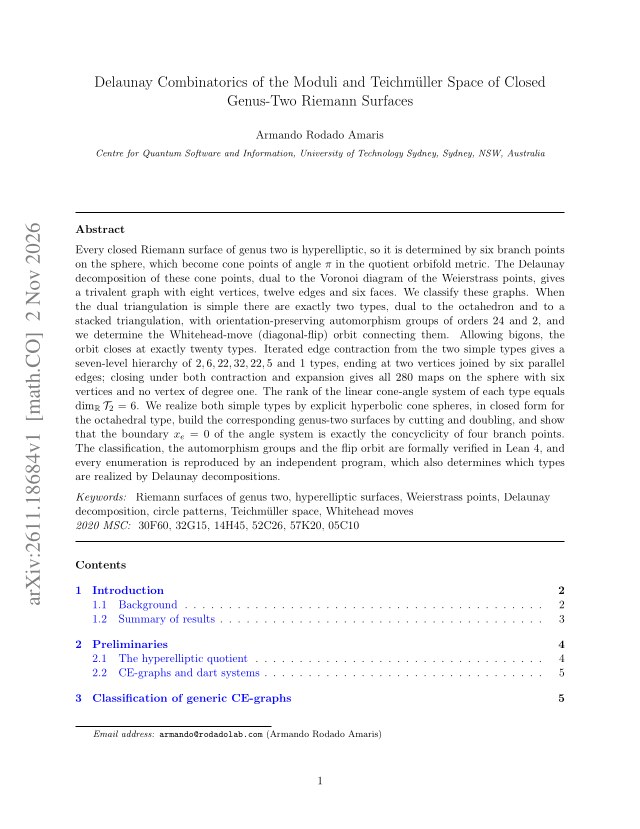 Delaunay Combinatorics of the Moduli and Teichmüller Space of Closed
Genus-Two Riemann Surfaces
Armando Rodado Amaris
Centre for Quantum Software and Information, University of Technology Sydney, Sydney, NSW, Australia
arXiv:2611.18684v1 [math.CO] 2 Nov 2026
Abstract
Every closed Riemann surface of genus two is hyperelliptic, so it is determined by six branch points
on the sphere, which become cone points of angle π in the quotient orbifold metric. The Delaunay
decomposition of these cone points, dual to the Voronoi diagram of the Weierstrass points, gives
a trivalent graph with eight vertices, twelve edges and six faces. We classify these graphs. When
the dual triangulation is simple there are exactly two types, dual to the octahedron and to a
stacked triangulation, with orientation-preserving automorphism groups of orders 24 and 2, and
we determine the Whitehead-move (diagonal-flip) orbit connecting them. Allowing bigons, the
orbit closes at exactly twenty types. Iterated edge contraction from the two simple types gives a
seven-level hierarchy of 2, 6, 22, 32, 22, 5 and 1 types, ending at two vertices joined by six parallel
edges; closing under both contraction and expansion gives all 280 maps on the sphere with six
vertices and no vertex of degree one. The rank of the linear cone-angle system of each type equals
dimℝ 𝒯₂ = 6. We realize both simple types by explicit hyperbolic cone spheres, in closed form for
the octahedral type, build the corresponding genus-two surfaces by cutting and doubling, and show
that the boundary xₑ = 0 of the angle system is exactly the concyclicity of four branch points.
The classification, the automorphism groups and the flip orbit are formally verified in Lean 4, and
every enumeration is reproduced by an independent program, which also determines which types
are realized by Delaunay decompositions.
Keywords: Riemann surfaces of genus two, hyperelliptic surfaces, Weierstrass points, Delaunay
decomposition, circle patterns, Teichmüller space, Whitehead moves
2020 MSC: 30F60, 32G15, 14H45, 52C26, 57K20, 05C10
Contents
1 Introduction 2
1.1 Background . . . . . . . . . . . . . . . . . . . . . . . . . . . . . . . . . . . . . . . . 2
1.2 Summary of results . . . . . . . . . . . . . . . . . . . . . . . . . . . . . . . . . . . . 3
2 Preliminaries 4
2.1 The hyperelliptic quotient . . . . . . . . . . . . . . . . . . . . . . . . . . . . . . . . 4
2.2 CE-graphs and dart systems . . . . . . . . . . . . . . . . . . . . . . . . . . . . . . . 5
3 Classification of generic CE-graphs 5
Email address: armando@rodadolab.com (Armando Rodado Amaris)
1